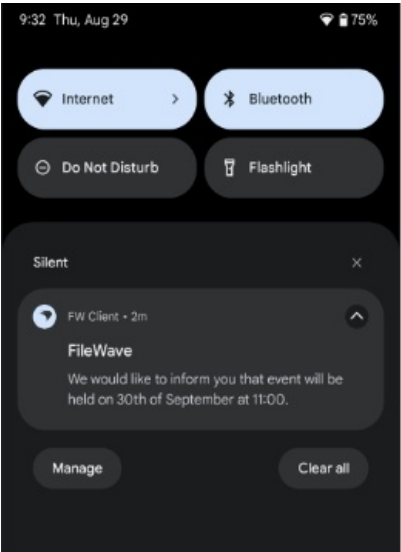 9:32 Thu, Aug 29 75%
Internet Bluetooth
Do Not Disturb Flashlight
Silent
FW Client • 2m
FileWave
We would like to inform you that event will be
held on 30th of September at 11:00.
Manage Clear all